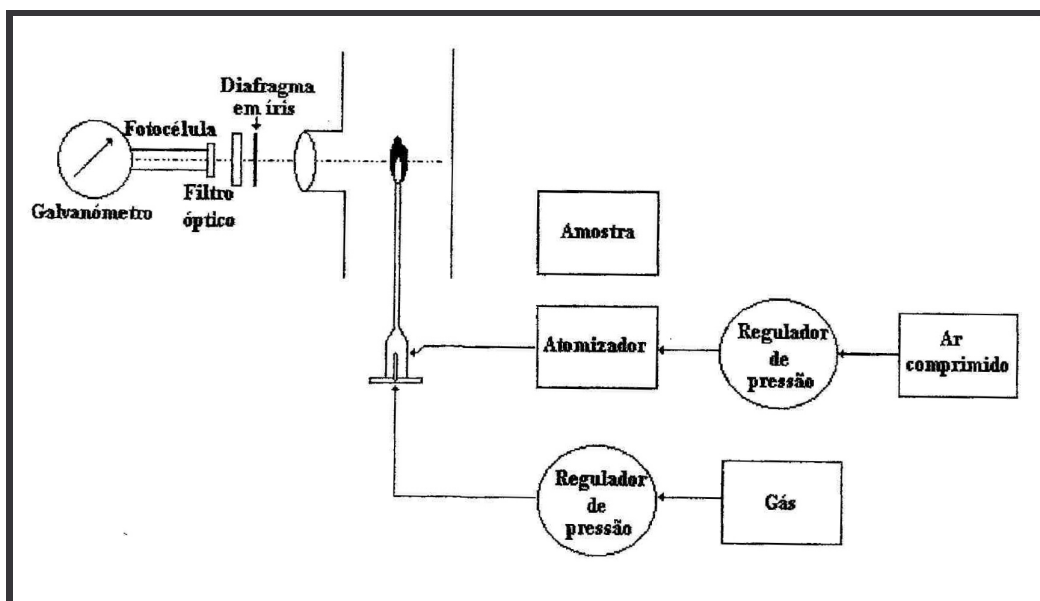 Diafragma
em íris
Fotocélula
Filtro
óptico
Galvanómetro
Amostra
Atomizador
Regulador
de
pressão
Ar
comprimido
Regulador
de
pressão
Gás